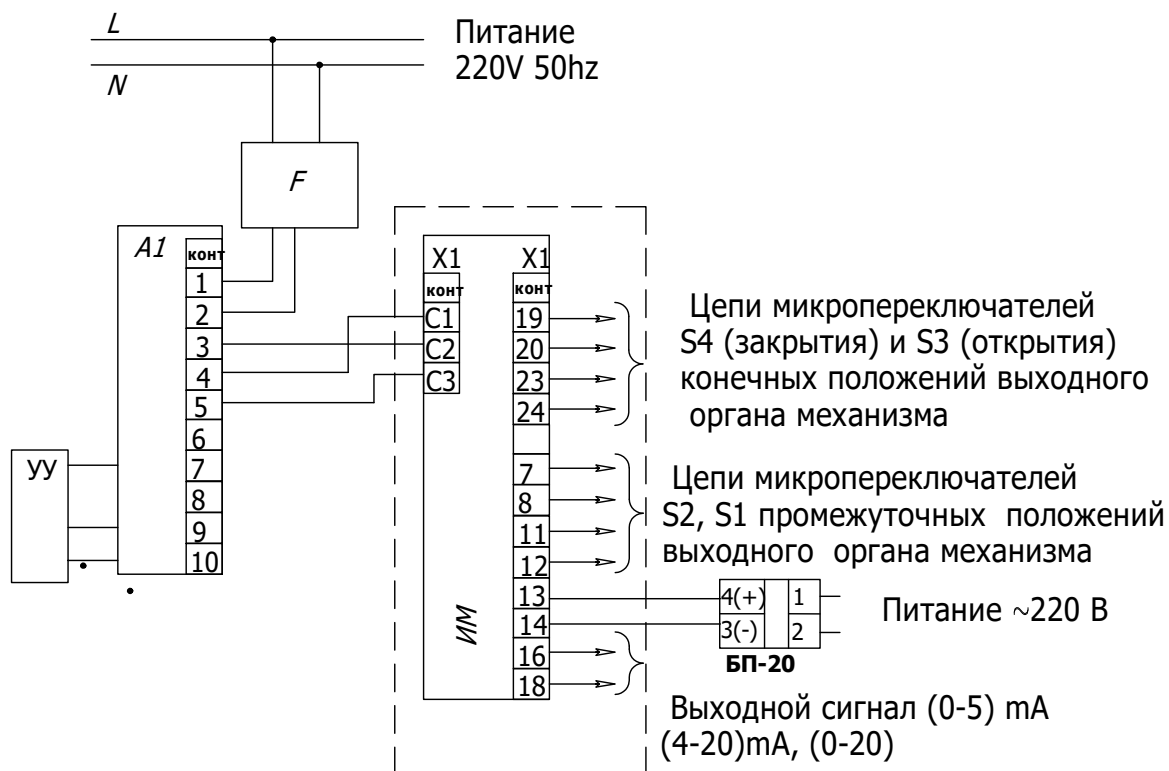 L
Питание
220V 50hz
N
F
A1
конт
1
2
3
4
5
6
7
8
9
10
УУ
X1
X1
конт
конт
C1
C2
C3
19
20
23
24
7
8
11
12
13
14
16
18
ИМ
Цепи микропереключателей
S4 (закрытия) и S3 (открытия)
конечных положений выходного
органа механизма
Цепи микропереключателей
S2, S1 промежуточных положений
выходного органа механизма
4(+)
1
3(-)
2
БП-20
Питание ~220 В
Выходной сигнал (0-5) mA
(4-20)mA, (0-20)